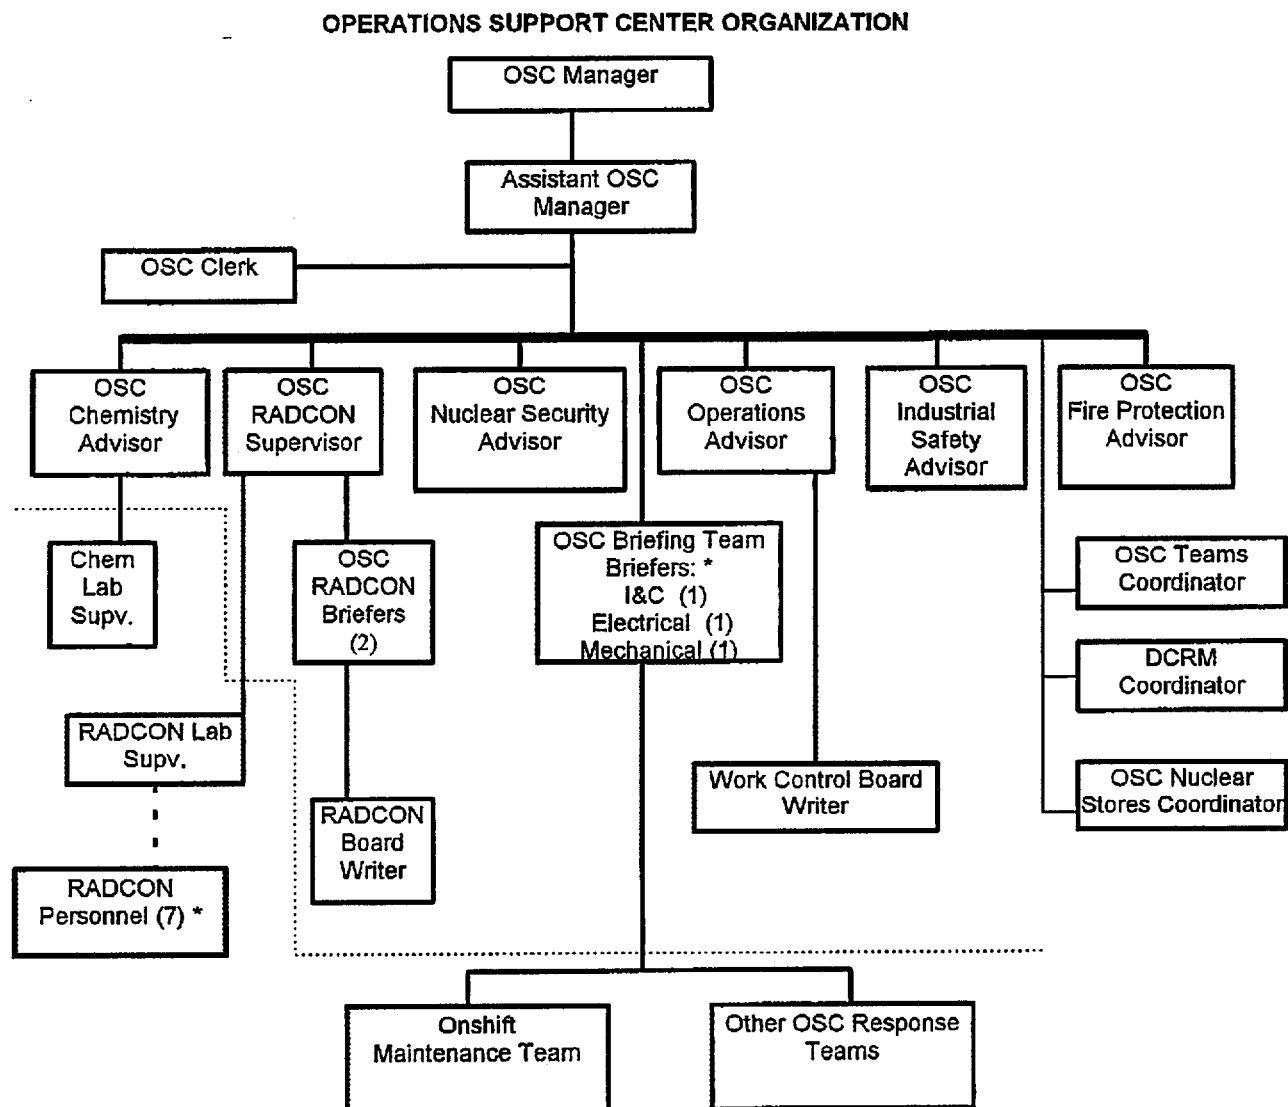 OPERATIONS SUPPORT CENTER ORGANIZATION
OSC Manager
Assistant OSC
Manager
OSC Clerk
OSC
Chemistry
Advisor
OSC
RADCON
Supervisor
OSC
Nuclear Security
Advisor
OSC
Operations
Advisor
OSC
Industrial
Safety
Advisor
OSC
Fire Protection
Advisor
Chem
Lab
Supv.
OSC
RADCON
Briefers
(2)
OSC Briefing Team
Briefers: *
I&C (1)
Electrical (1)
Mechanical (1)
OSC Teams
Coordinator
DCRM
Coordinator
RADCON Lab
Supv.
Work Control Board
Writer
OSC Nuclear
Stores Coordinator
RADCON
Board
Writer
RADCON
Personnel (7) *
Onshift
Maintenance Team
Other OSC Response
Teams